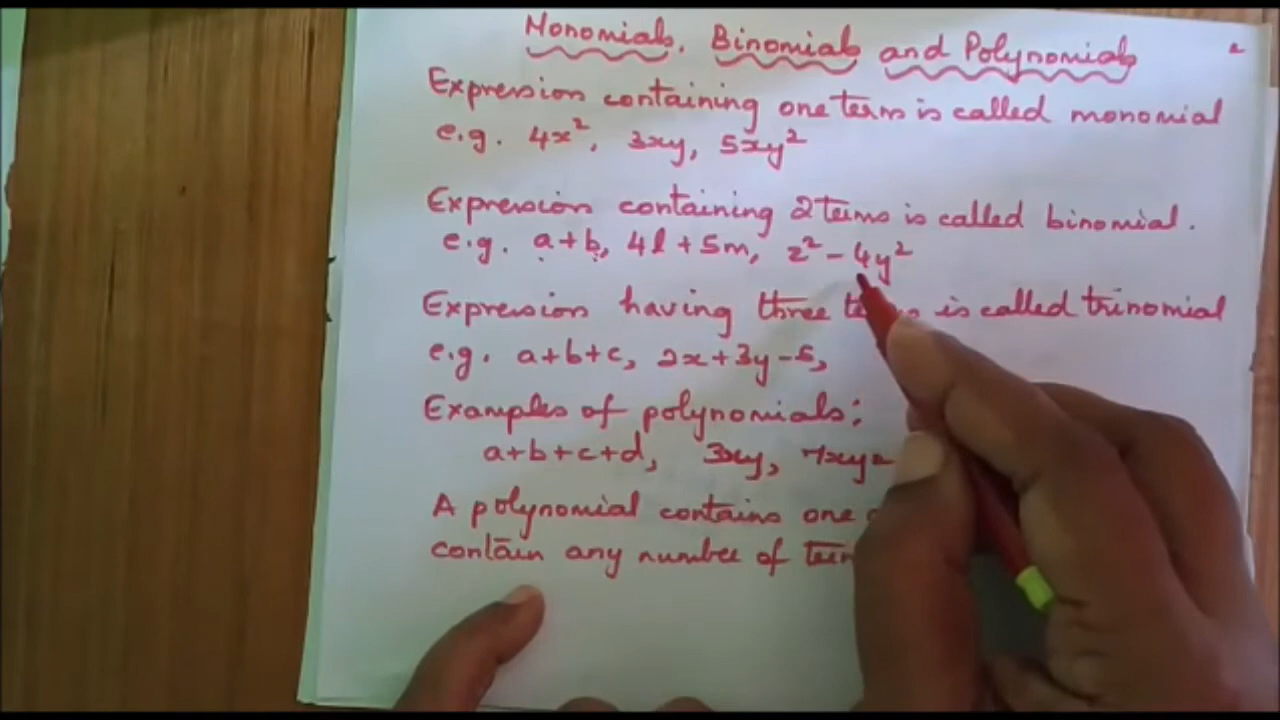 Monomials, Binomials and Polynomials
Expression containing one term is called monomial
e.g. 4x², 3xy, 5xy²
Expression containing 2 terms is called binomial.
e.g. a+b, 4l + 5m, z² - 4y²
Expression having three is called trinomial
e.g. a+b+c, 2x+3y-5,
Examples of polynomials:
a+b+c+d, 3xy, 7xyz
A polynomial contains one
contain any number of